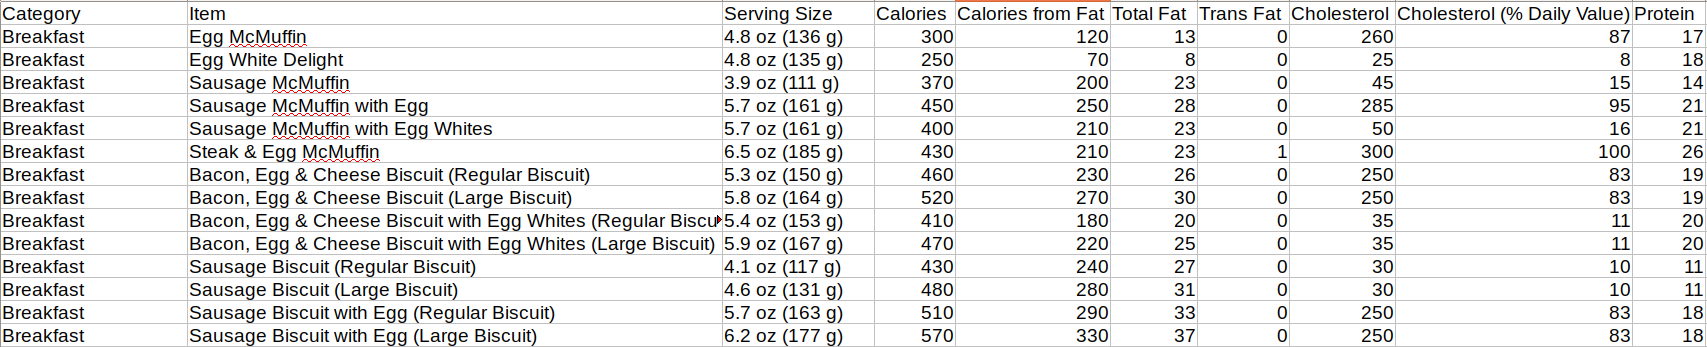 Category Item Serving Size Calories Calories from Fat Total Fat Trans Fat Cholesterol Cholesterol (% Daily Value) Protein
Breakfast Egg McMuffin 4.8 oz (136 g) 300 120 13 0 260 87 17
Breakfast Egg White Delight 4.8 oz (135 g) 250 70 8 0 25 8 18
Breakfast Sausage McMuffin 3.9 oz (111 g) 370 200 23 0 45 15 14
Breakfast Sausage McMuffin with Egg 5.7 oz (161 g) 450 250 28 0 285 95 21
Breakfast Sausage McMuffin with Egg Whites 5.7 oz (161 g) 400 210 23 0 50 16 21
Breakfast Steak & Egg McMuffin 6.5 oz (185 g) 430 210 23 1 300 100 26
Breakfast Bacon, Egg & Cheese Biscuit (Regular Biscuit) 5.3 oz (150 g) 460 230 26 0 250 83 19
Breakfast Bacon, Egg & Cheese Biscuit (Large Biscuit) 5.8 oz (164 g) 520 270 30 0 250 83 19
Breakfast Bacon, Egg & Cheese Biscuit with Egg Whites (Regular Biscu 5.4 oz (153 g) 410 180 20 0 35 11 20
Breakfast Bacon, Egg & Cheese Biscuit with Egg Whites (Large Biscuit) 5.9 oz (167 g) 470 220 25 0 35 11 20
Breakfast Sausage Biscuit (Regular Biscuit) 4.1 oz (117 g) 430 240 27 0 30 10 11
Breakfast Sausage Biscuit (Large Biscuit) 4.6 oz (131 g) 480 280 31 0 30 10 11
Breakfast Sausage Biscuit with Egg (Regular Biscuit) 5.7 oz (163 g) 510 290 33 0 250 83 18
Breakfast Sausage Biscuit with Egg (Large Biscuit) 6.2 oz (177 g) 570 330 37 0 250 83 18